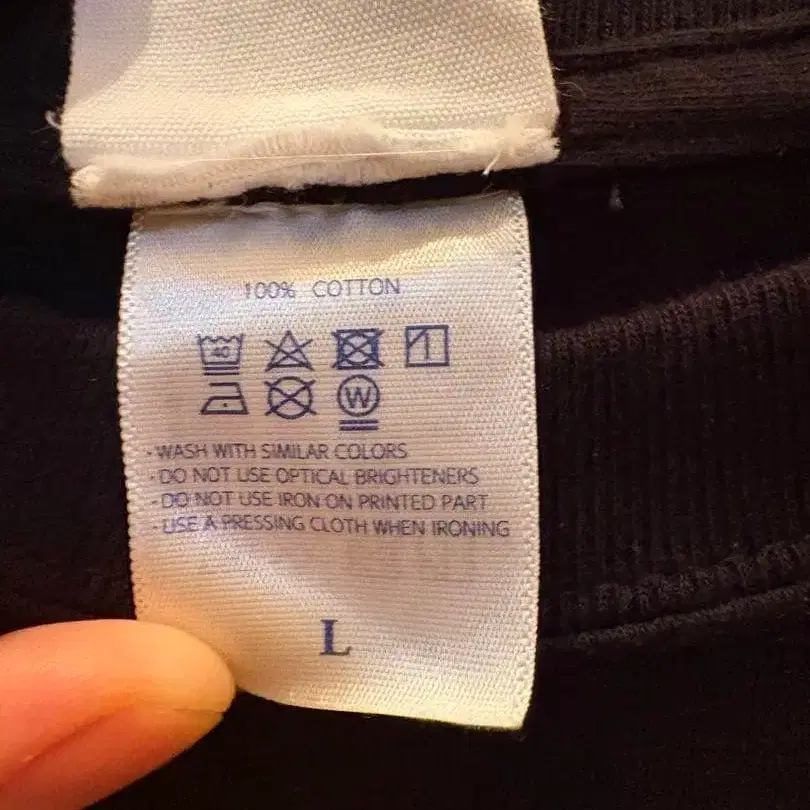 100% COTTON
40
W
- WASH WITH SIMILAR COLORS
- DO NOT USE OPTICAL BRIGHTENERS
- DO NOT USE IRON ON PRINTED PART
- USE A PRESSING CLOTH WHEN IRONING
L